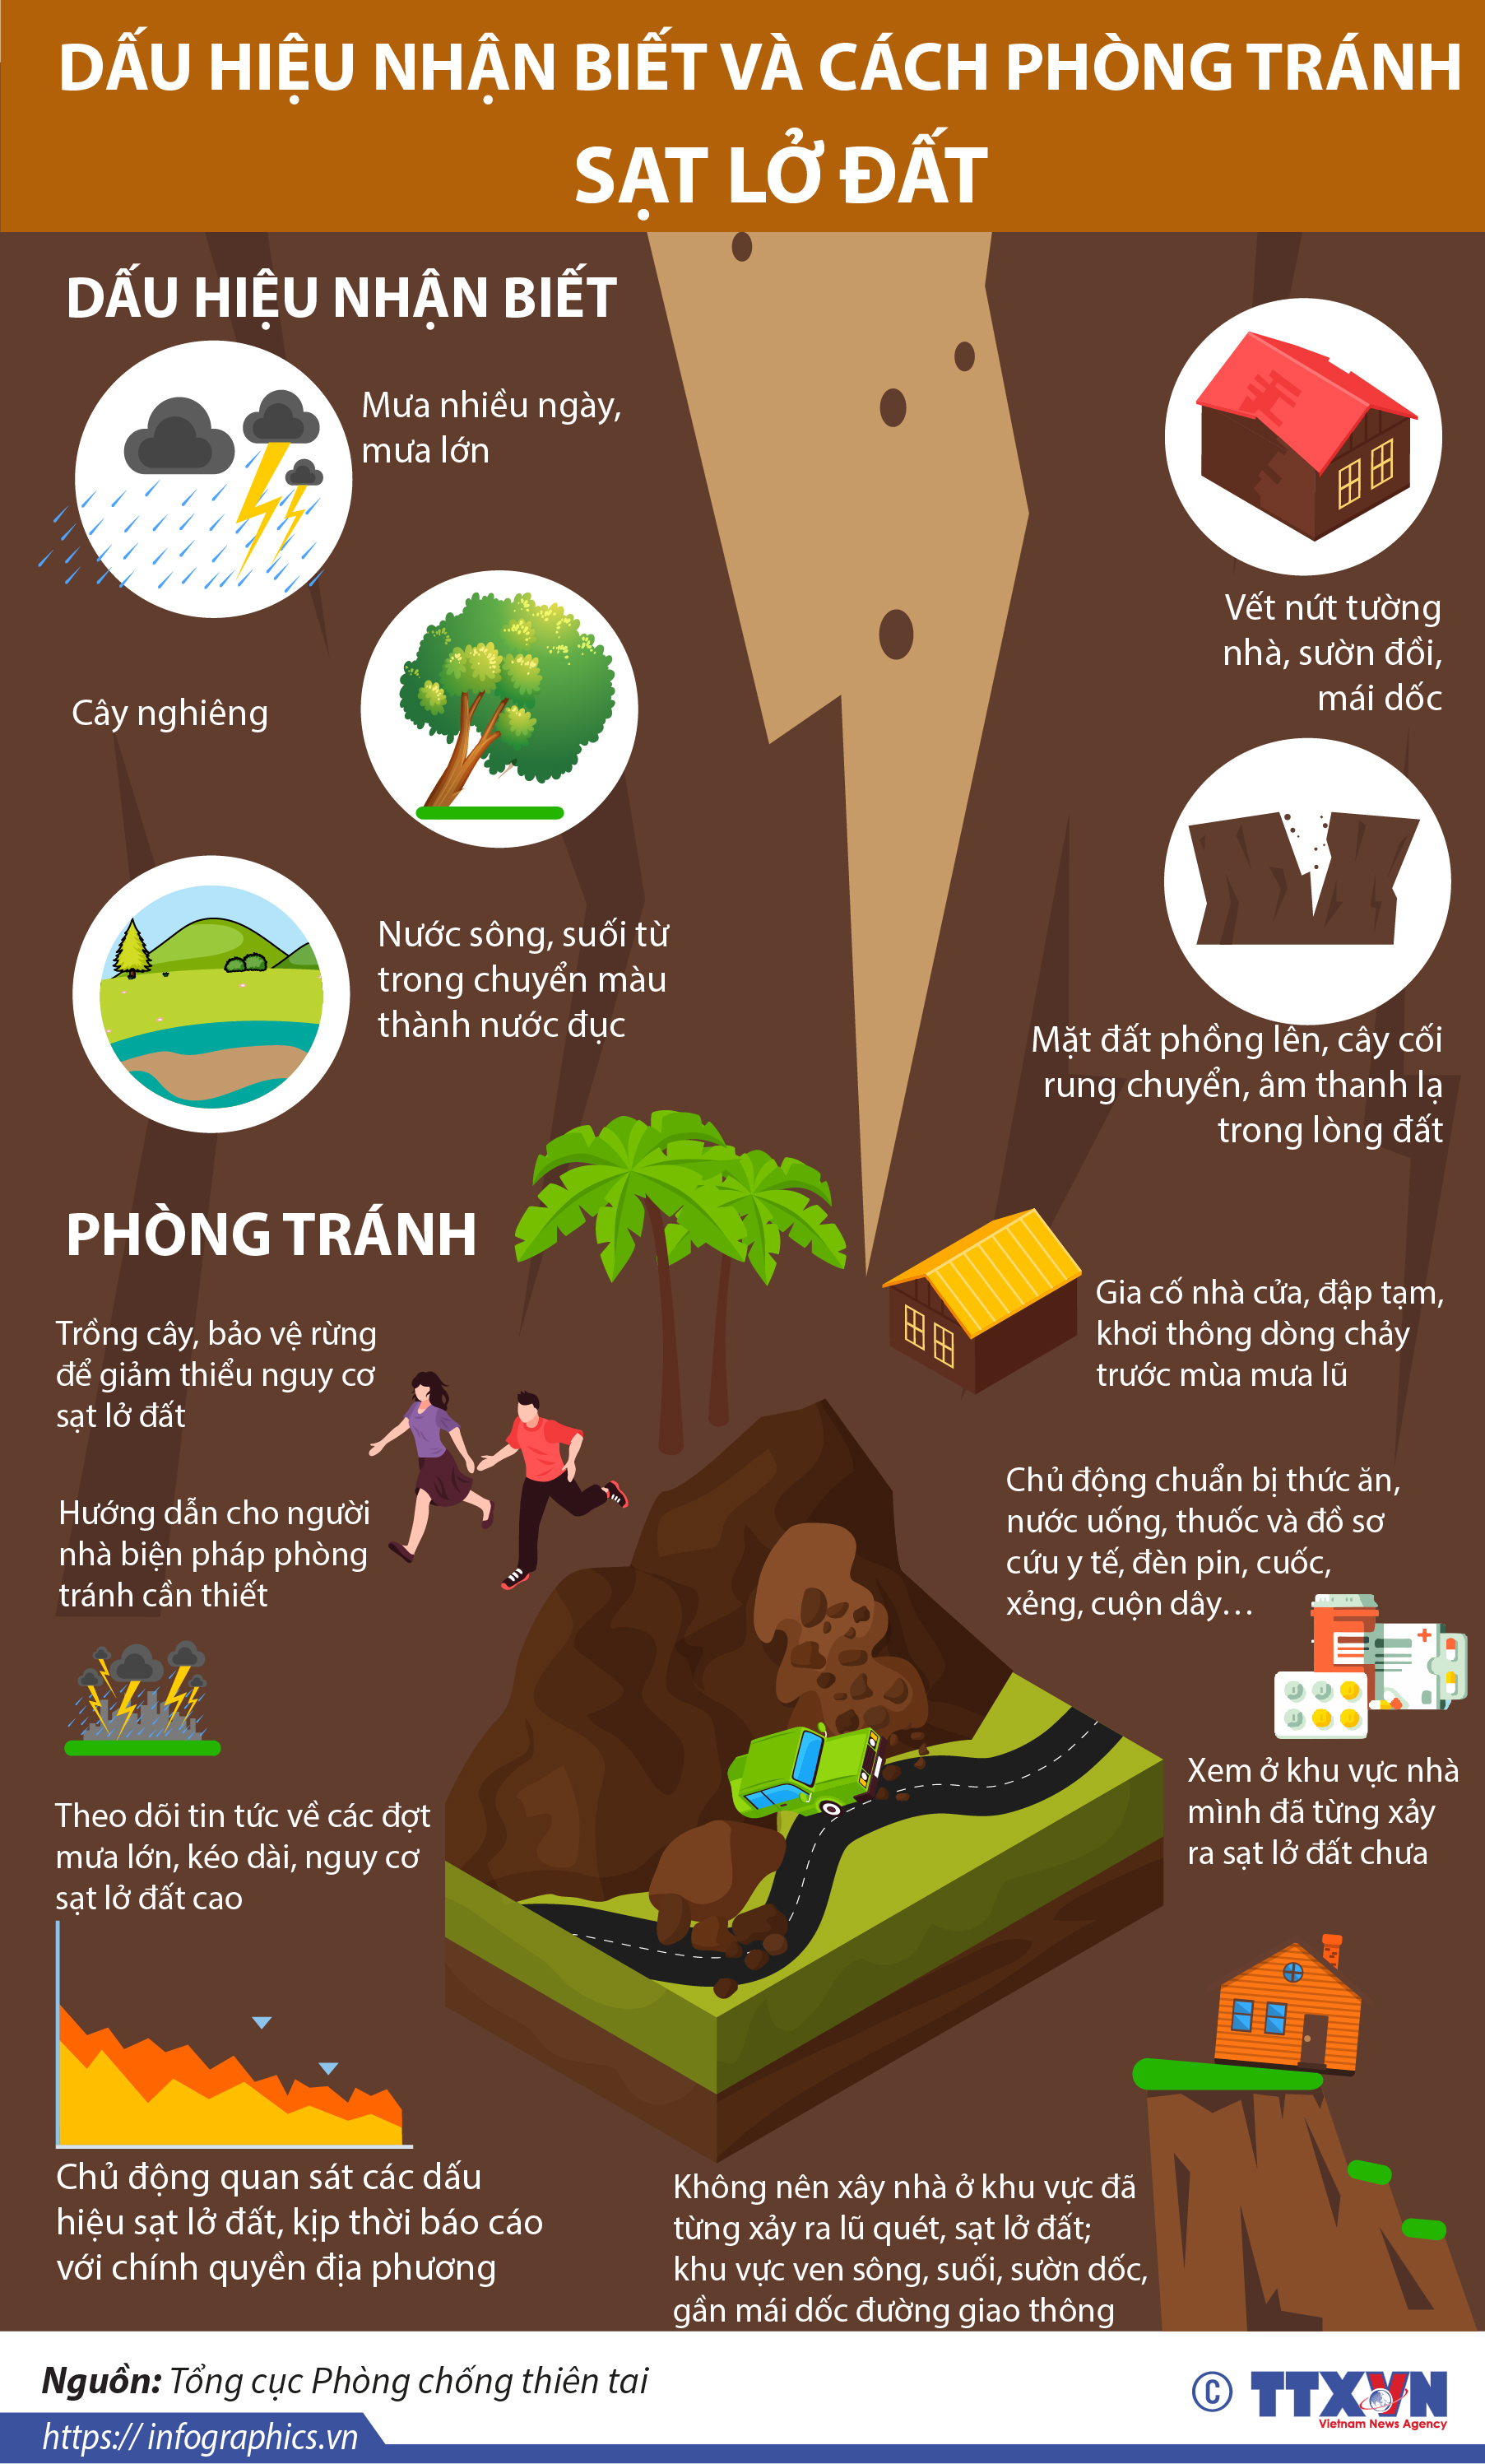 DẤU HIỆU NHẬN BIẾT VÀ CÁCH PHÒNG TRÁNH
SẠT LỞ ĐẤT
DẤU HIỆU NHẬN BIẾT
Mưa nhiều ngày,
mưa lớn
Cây nghiêng
Nước sông, suối từ
trong chuyển màu
thành nước đục
Vết nứt tường
nhà, sườn đồi,
mái dốc
Mặt đất phồng lên, cây cối
rung chuyển, âm thanh lạ
trong lòng đất
PHÒNG TRÁNH
Trồng cây, bảo vệ rừng
để giảm thiểu nguy cơ
sạt lở đất
Hướng dẫn cho người
nhà biện pháp phòng
tránh cần thiết
Theo dõi tin tức về các đợt
mưa lớn, kéo dài, nguy cơ
sạt lở đất cao
Chủ động quan sát các dấu
hiệu sạt lở đất, kịp thời báo cáo
với chính quyền địa phương
Gia cố nhà cửa, đập tạm,
khơi thông dòng chảy
trước mùa mưa lũ
Chủ động chuẩn bị thức ăn,
nước uống, thuốc và đồ sơ
cứu y tế, đèn pin, cuốc,
xẻng, cuộn dây...
Xem ở khu vực nhà
mình đã từng xảy
ra sạt lở đất chưa
Không nên xây nhà ở khu vực đã
từng xảy ra lũ quét, sạt lở đất;
khu vực ven sông, suối, sườn dốc,
gần mái dốc đường giao thông
Nguồn: Tổng cục Phòng chống thiên tai
https:// infographics.vn
© TTXVN
Vietnam News Agency